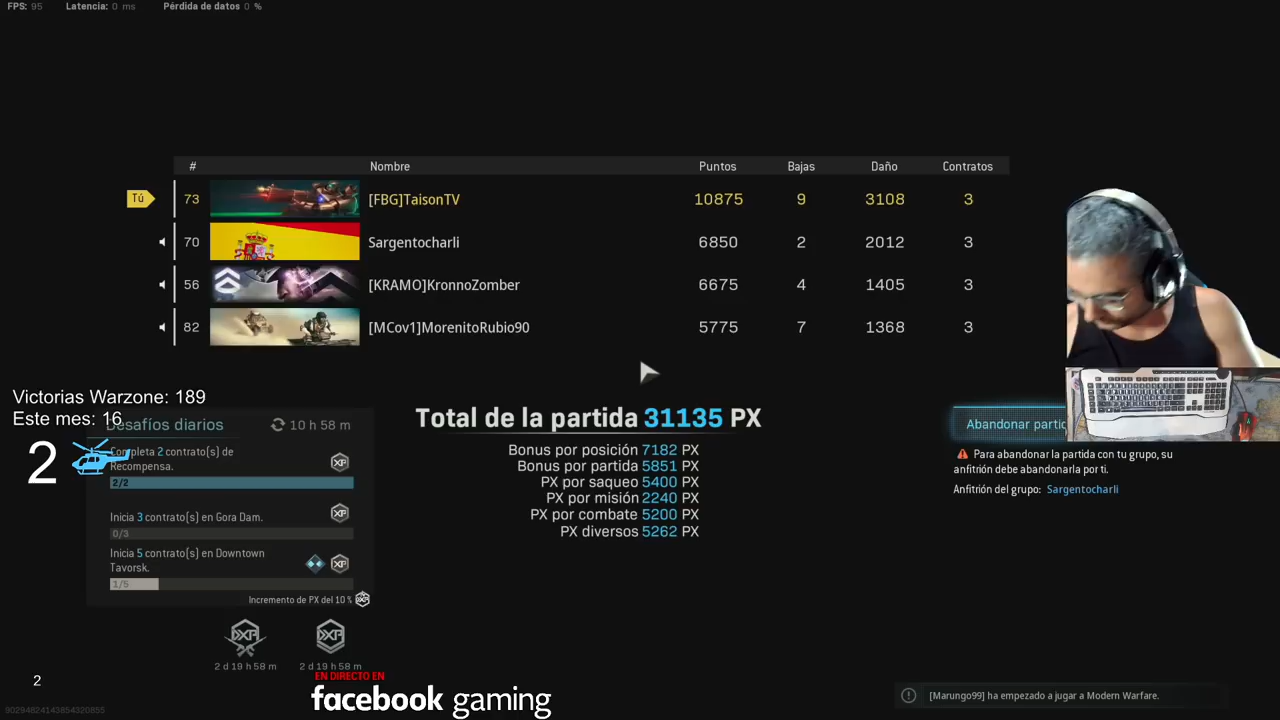 FPS: 95 Latencia: 0 ms Pérdida de datos 0 %
# Nombre Puntos Bajas Daño Contratos
Tú 73 [FBG]TaisonTV 10875 9 3108 3
70 Sargentocharli 6850 2 2012 3
56 [KRAMO]KronnoZomber 6675 4 1405 3
82 [MCov1]MorenitoRubio90 5775 7 1368 3
Victorias Warzone: 189
Este mes: 16
2
Desafíos diarios 10 h 58 m
Completa 2 contrato(s) de
Recompensa.
XP
2/2
Inicia 3 contrato(s) en Gora Dam.
XP
0/3
Inicia 5 contrato(s) en Downtown
Tavorsk.
XP
1/5
Incremento de PX del 10 %
2XP 2XP
2 d 19 h 58 m 2 d 19 h 58 m
Total de la partida 31135 PX
Bonus por posición 7182 PX
Bonus por partida 5851 PX
PX por saqueo 5400 PX
PX por misión 2240 PX
PX por combate 5200 PX
PX diversos 5262 PX
Abandonar partic
Para abandonar la partida con tu grupo, su
anfitrión debe abandonarla por ti.
Anfitrión del grupo: Sargentocharli
EN DIRECTO EN
facebook gaming
2
[Marungo99] ha empezado a jugar a Modern Warfare.